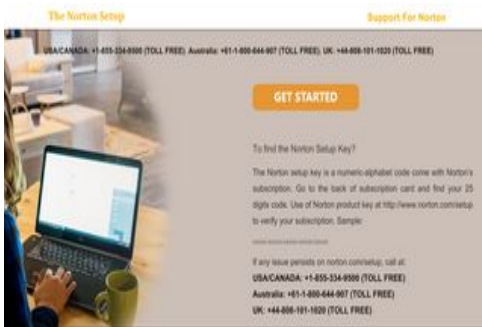 The Norton Setup
Support For Norton
USA/CANADA: +1-855-334-9500 (TOLL FREE), Australia: +61-1-800-644-907 (TOLL FREE), UK: +44-808-101-1020 (TOLL FREE)
GET STARTED
To find the Norton Setup Key?
The Norton setup key is a numeric-alphabet code come with Norton's
subscription. Go to the back of subscription card and find your 25
digits code. Use of Norton product key at http://www.norton.com/setup
to verify your subscription. Sample:
If any issue persists on norton.com/setup, call at:
USA/CANADA: +1-855-334-9500 (TOLL FREE)
Australia: +61-1-800-644-907 (TOLL FREE)
UK: +44-808-101-1020 (TOLL FREE)